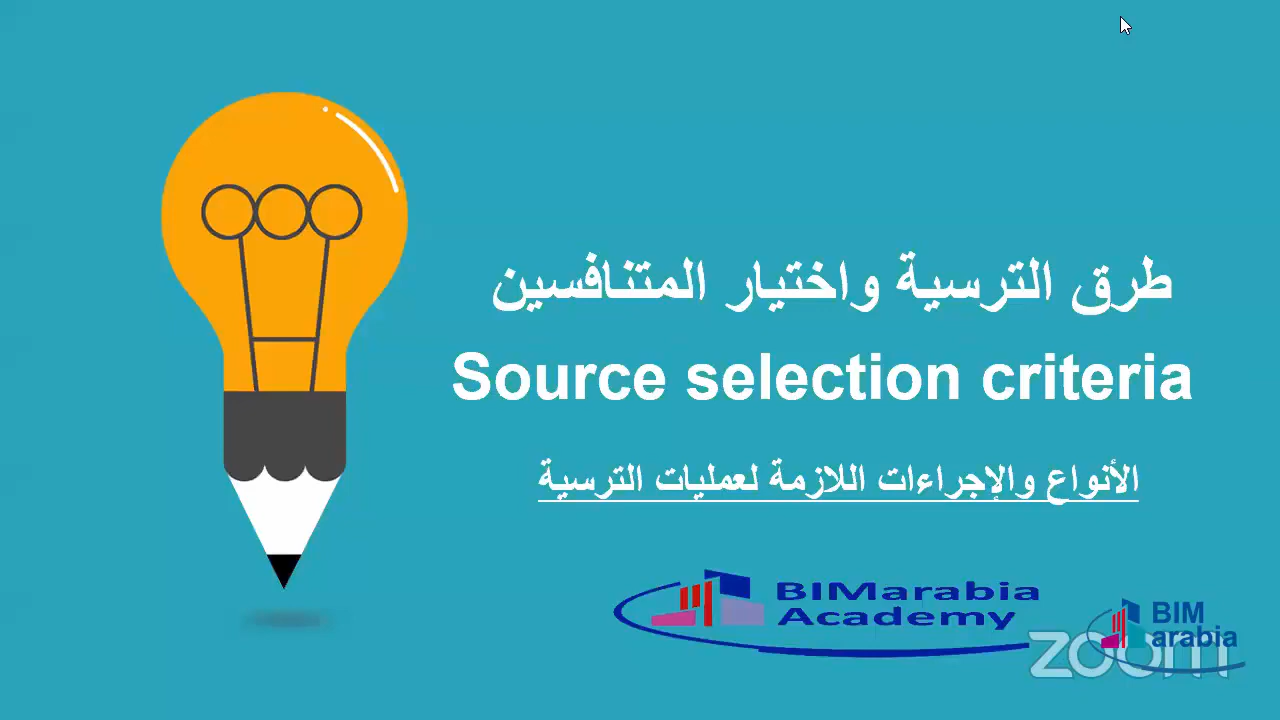 طرق الترسية واختيار المتنافسين
Source selection criteria
الأنواع والإجراءات اللازمة لعمليات الترسية
BIMarabia
Academy
BIM
arabia
zoom